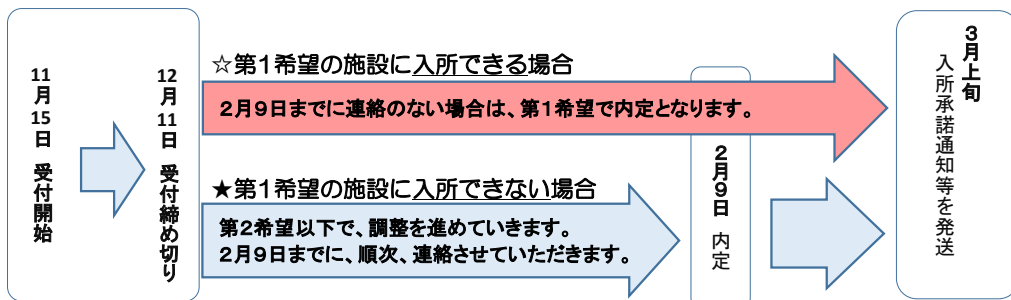 11月15日 受付開始
12月11日 受付締め切り
☆第１希望の施設に入所できる場合
２月９日までに連絡のない場合は、第１希望で内定となります。
★第１希望の施設に入所できない場合
第２希望以下で、調整を進めていきます。
２月９日までに、順次、連絡させていただきます。
２月９日 内定
３月上旬
入所承諾通知等を発送